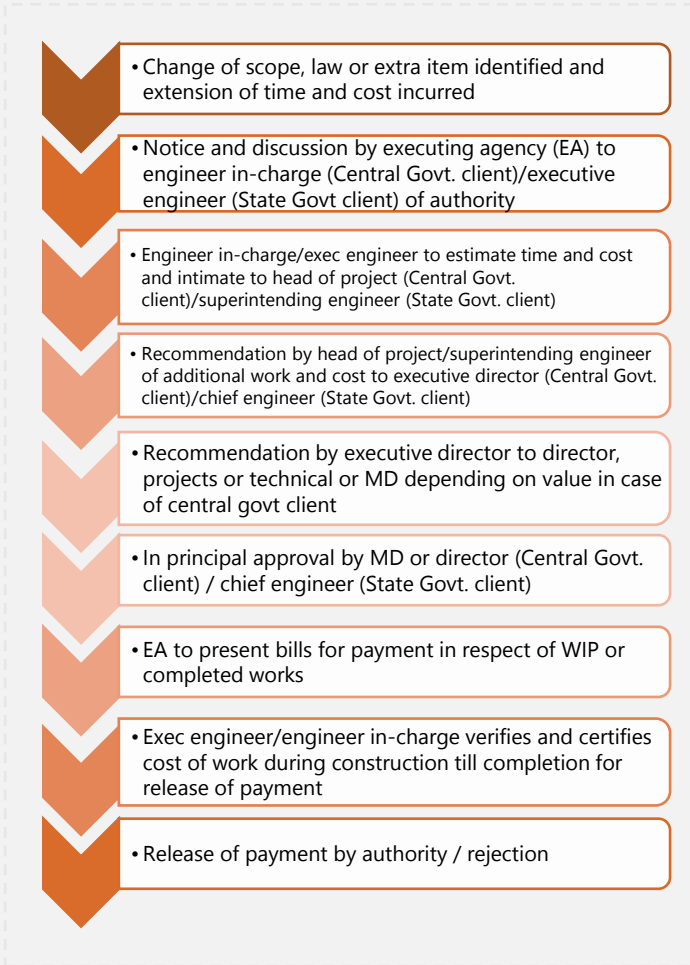 • Change of scope, law or extra item identified and
extension of time and cost incurred
• Notice and discussion by executing agency (EA) to
engineer in-charge (Central Govt. client)/executive
engineer (State Govt client) of authority
• Engineer in-charge/exec engineer to estimate time and cost
and intimate to head of project (Central Govt.
client)/superintending engineer (State Govt. client)
• Recommendation by head of project/superintending engineer
of additional work and cost to executive director (Central Govt.
client)/chief engineer (State Govt. client)
• Recommendation by executive director to director,
projects or technical or MD depending on value in case
of central govt client
• In principal approval by MD or director (Central Govt.
client) / chief engineer (State Govt. client)
• EA to present bills for payment in respect of WIP or
completed works
• Exec engineer/engineer in-charge verifies and certifies
cost of work during construction till completion for
release of payment
• Release of payment by authority / rejection